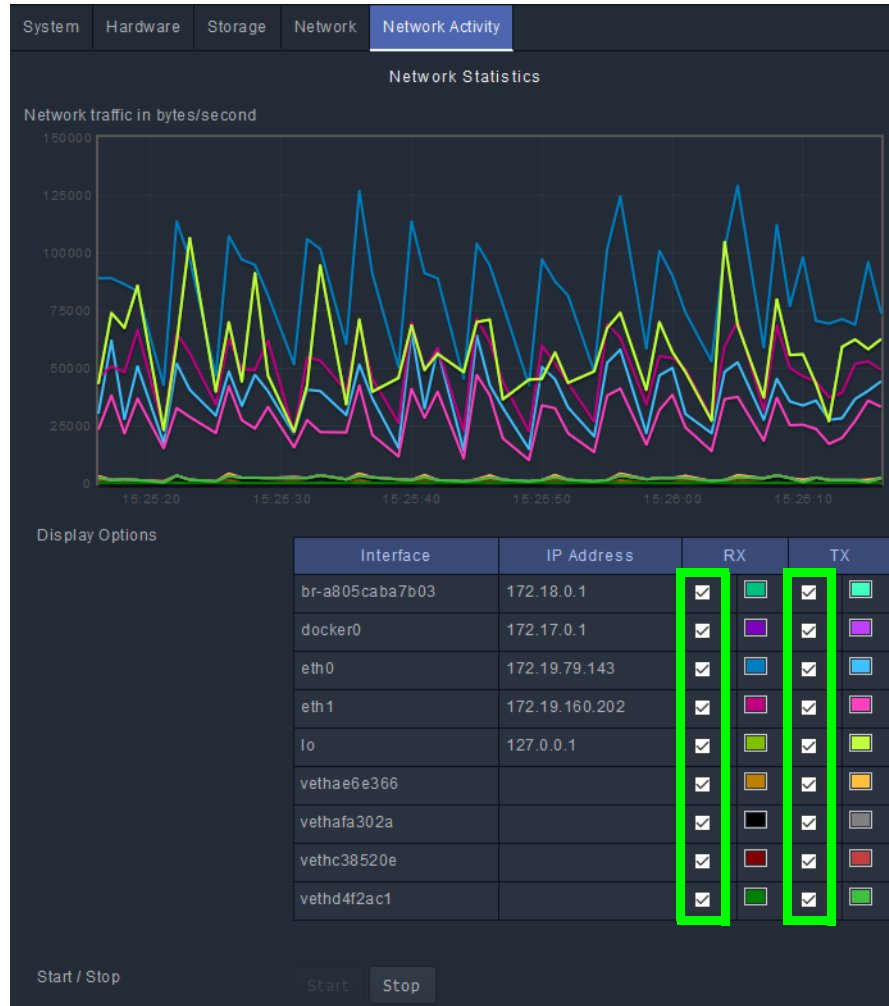 System Hardware Storage Network Network Activity
Network Statistics
Network traffic in bytes/second
150000
125000
100000
75000
50000
25000
0
15:25:20 15:25:30 15:25:40 15:25:50 15:26:00 15:26:10
Display Options
Interface IP Address RX TX
br-a805caba7b03 172.18.0.1
docker0 172.17.0.1
eth0 172.19.79.143
eth1 172.19.160.202
lo 127.0.0.1
vethae6e366
vethafa302a
vethc38520e
vethd4f2ac1
Start / Stop Start Stop